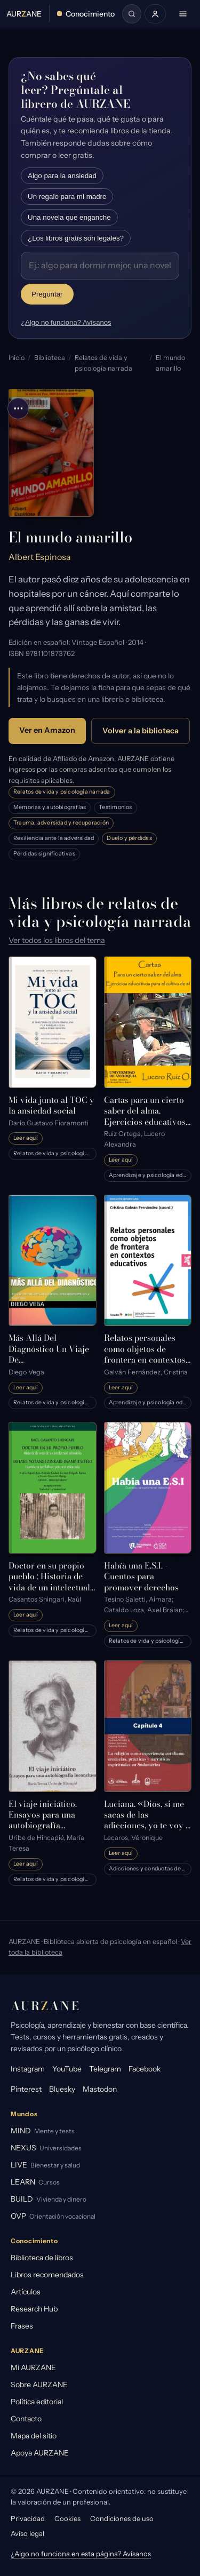 AURZANE
Conocimiento
¿No sabes qué
leer? Pregúntale al
librero de AURZANE
Cuéntale qué te pasa, qué te gusta o para
quién es, y te recomienda libros de la tienda.
También responde dudas sobre cómo
comprar o leer gratis.
Algo para la ansiedad
Un regalo para mi madre
Una novela que enganche
¿Los libros gratis son legales?
Ej.: algo para dormir mejor, una novel
Preguntar
¿Algo no funciona? Avísanos
Inicio / Biblioteca / Relatos de vida y psicología narrada / El mundo amarillo
MUNDO
AMARILLO
Albert
Espinosa
El mundo amarillo
Albert Espinosa
El autor pasó diez años de su adolescencia en
hospitales por un cáncer. Aquí comparte lo
que aprendió allí sobre la amistad, las
pérdidas y las ganas de vivir.
Edición en español. Vintage Español · 2014 ·
ISBN 9781101873762
Este libro tiene derechos de autor, así que no lo
alojamos. Te dejamos la ficha para que sepas de qué
trata y lo busques en una librería o biblioteca.
Ver en Amazon
Volver a la biblioteca
En calidad de Afiliado de Amazon, AURZANE obtiene
ingresos por las compras adscritas que cumplen los
requisitos aplicables.
Relatos de vida y psicología narrada
Memorias y autobiografías
Testimonios
Trauma, adversidad y recuperación
Resiliencia ante la adversidad
Duelo y pérdidas
Pérdidas significativas
Más libros de relatos de
vida y psicología narrada
Ver todos los libros del tema
Mi vida
junto al
TOC
y la ansiedad social
DARÍO FORAMONTI
Mi vida junto al TOC y
la ansiedad social
Darío Gustavo Fioramonti
Leer aquí
Relatos de vida y psicologí...
Cartas
Para un cierto saber del alma
Lucero Ruiz O
Cartas para un cierto
saber del alma.
Ejercicios educativos...
Ruiz Ortega, Lucero
Alexandra
Leer aquí
Aprendizaje y psicología ed...
MÁS ALLÁ DEL DIAGNÓSTICO
DIEGO VEGA
Más Allá Del
Diagnóstico Un Viaje
De...
Diego Vega
Leer aquí
Relatos de vida y psicologí...
Cristina Galván Fernández (coord.)
Relatos personales
como objetos
de frontera en
contextos educativos
Relatos personales
como objetos de
frontera en contextos...
Galván Fernández, Cristina
Leer aquí
Aprendizaje y psicología ed...
DOCTOR EN SU PROPIO PUEBLO
Doctor en su propio
pueblo : Historia de
vida de un intelectual...
Casantos Shingari, Raúl
Leer aquí
Relatos de vida y psicologí...
Había una E.S.I
Había una E.S.I.
Cuentos para
promover derechos
Tesino Saletti, Aimara;
Cataldo Loza, Axel Braian;...
Leer aquí
Relatos de vida y psicologí...
El viaje iniciático
El viaje iniciático.
Ensayos para una
autobiografía...
Uribe de Hincapié, María
Teresa
Leer aquí
Relatos de vida y psicologí...
Capítulo 4
Luciana. «Dios, si me
sacas de las
adicciones, yo te voy ...
Lecaros, Véronique
Leer aquí
Adicciones y conductas de ...
AURZANE · Biblioteca abierta de psicología en español · Ver
toda la biblioteca
AURZANE
Psicología, aprendizaje y bienestar con base científica.
Tests, cursos y herramientas gratis, creados y
revisados por un psicólogo clínico.
Instagram YouTube Telegram Facebook
Pinterest Bluesky Mastodon
Mundos
MIND Mente y tests
NEXUS Universidades
LIVE Bienestar y salud
LEARN Cursos
BUILD Vivienda y dinero
OVP Orientación vocacional
Conocimiento
Biblioteca de libros
Libros recomendados
Artículos
Research Hub
Frases
AURZANE
Mi AURZANE
Sobre AURZANE
Política editorial
Contacto
Mapa del sitio
Apoya AURZANE
© 2026 AURZANE · Contenido orientativo: no sustituye
la valoración de un profesional.
Privacidad Cookies Condiciones de uso
Aviso legal
¿Algo no funciona en esta página? Avísanos